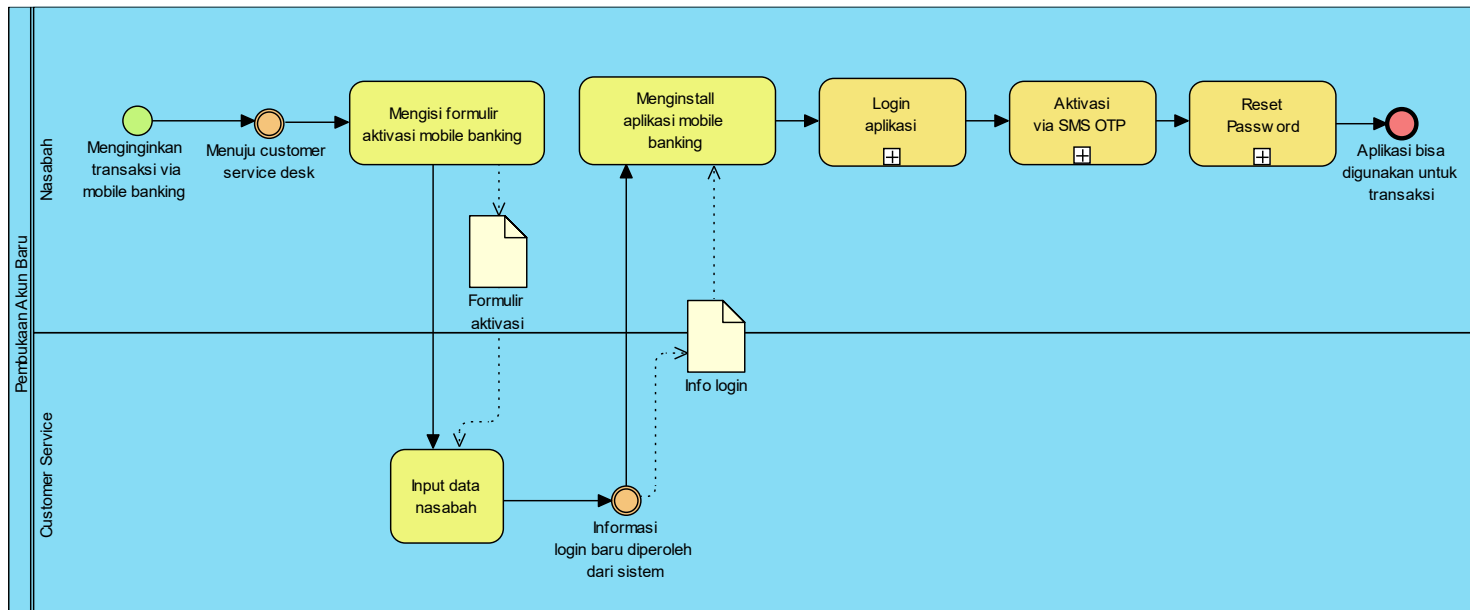 Pembukaan Akun Baru
Nasabah
Menginginkan
transaksi via
mobile banking
Menuju customer
service desk
Mengisi formulir
aktivasi mobile banking
Formulir
aktivasi
Menginstall
aplikasi mobile
banking
Login
aplikasi
Aktivasi
via SMS OTP
Reset
Password
Aplikasi bisa
digunakan untuk
transaksi
Info login
Customer Service
Input data
nasabah
Informasi
login baru diperoleh
dari sistem